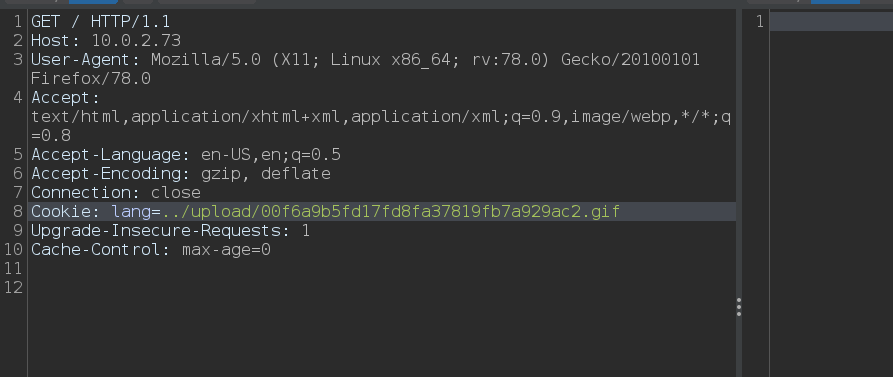 1 GET / HTTP/1.1
2 Host: 10.0.2.73
3 User-Agent: Mozilla/5.0 (X11; Linux x86_64; rv:78.0) Gecko/20100101
Firefox/78.0
4 Accept:
text/html,application/xhtml+xml,application/xml;q=0.9,image/webp,*/*;q
=0.8
5 Accept-Language: en-US,en;q=0.5
6 Accept-Encoding: gzip, deflate
7 Connection: close
8 Cookie: lang=../upload/00f6a9b5fd17fd8fa37819fb7a929ac2.gif
9 Upgrade-Insecure-Requests: 1
10 Cache-Control: max-age=0
11
12
1